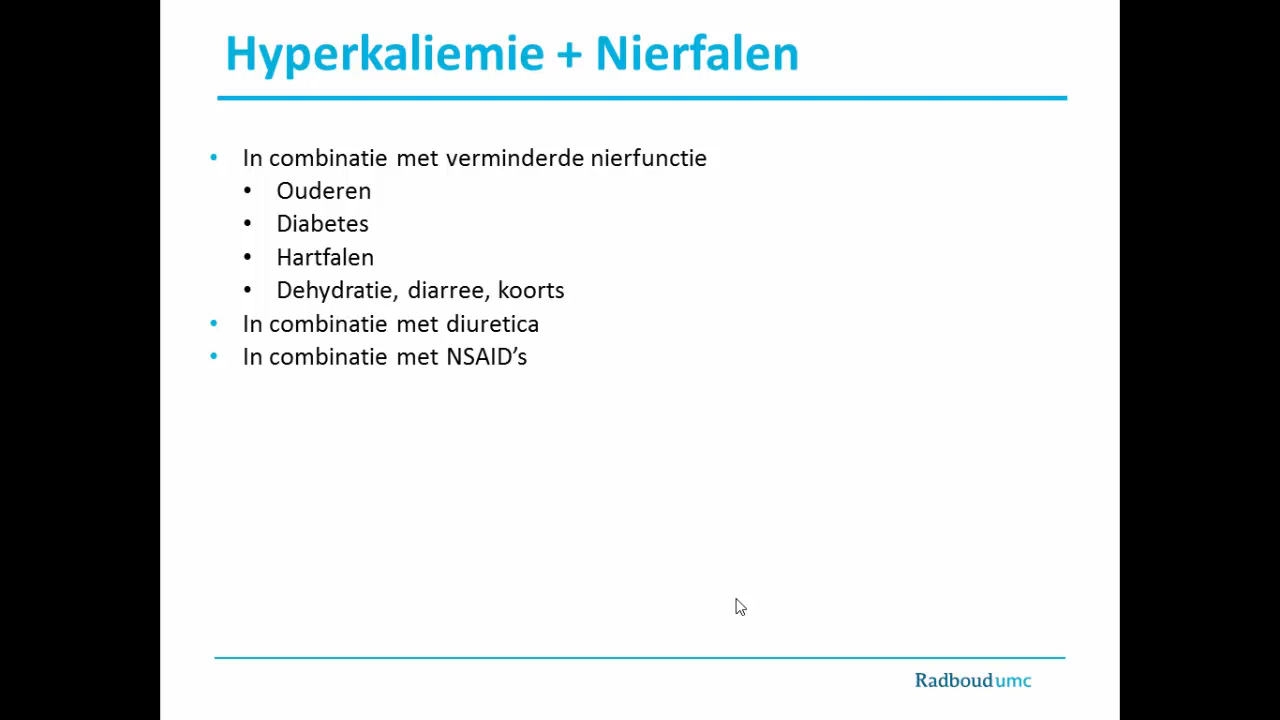 Hyperkaliemie + Nierfalen
• In combinatie met verminderde nierfunctie
• Ouderen
• Diabetes
• Hartfalen
• Dehydratie, diarree, koorts
• In combinatie met diuretica
• In combinatie met NSAID’s
Radboudumc